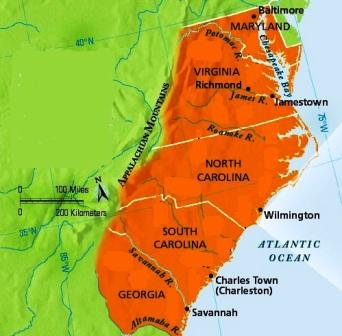 Baltimore
MARYLAND
40°N
Potomac R.
Chesapeake Bay
VIRGINIA
Richmond
James R.
Jamestown
75°W
APPALACHIAN MOUNTAINS
Roanoke R.
N
0 100 Miles
0 200 Kilometers
NORTH
CAROLINA
Wilmington
35°N
85°W
SOUTH
CAROLINA
ATLANTIC
OCEAN
Savannah R.
Charles Town
(Charleston)
GEORGIA
Savannah
Altamaha R.